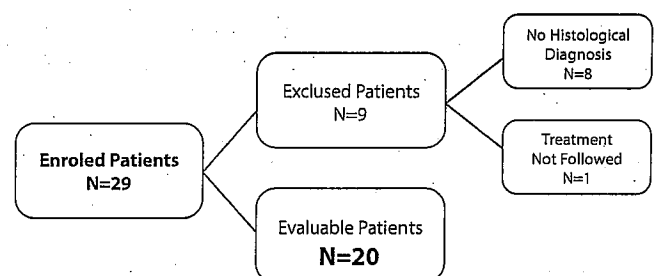 Enroled Patients
N=29
Exclused Patients
N=9
No Histological
Diagnosis
N=8
Treatment
Not Followed
N=1
Evaluable Patients
N=20